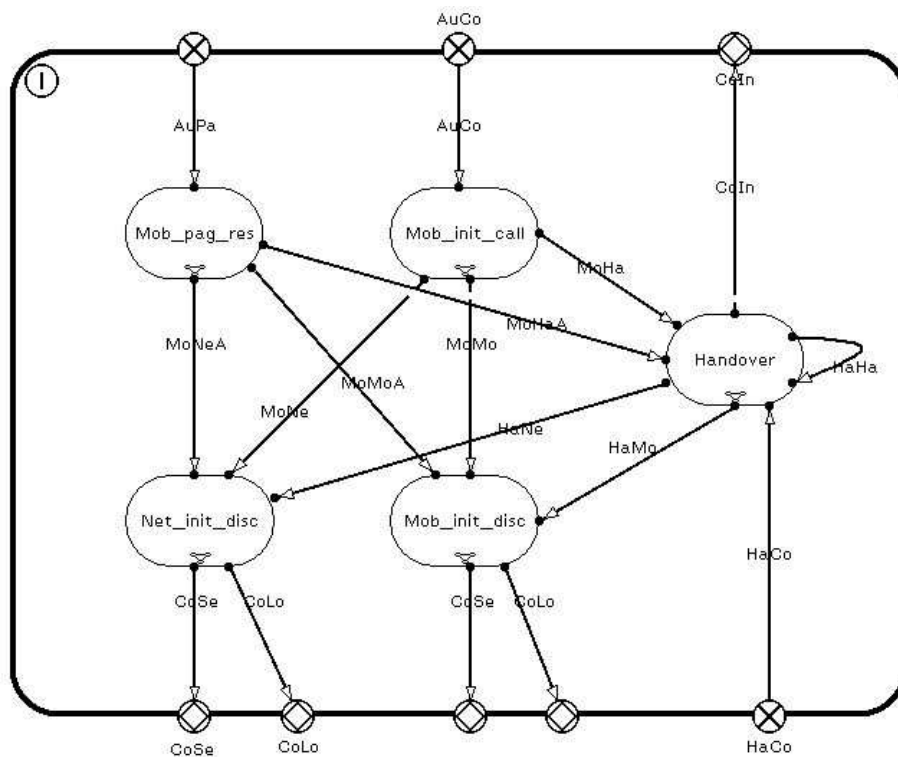 AuCo
I
CoIn
AuPa
AuCo
CoIn
Mob_pag_res
Mob_init_call
MoHa
MoHaA
MoNeA
MoMo
Handover
HaHa
MoMoA
MoNe
HaNe
HaMo
Net_init_disc
Mob_init_disc
HaCo
CoSe
CoLo
CoSe
CoLo
CoSe
CoLo
HaCo